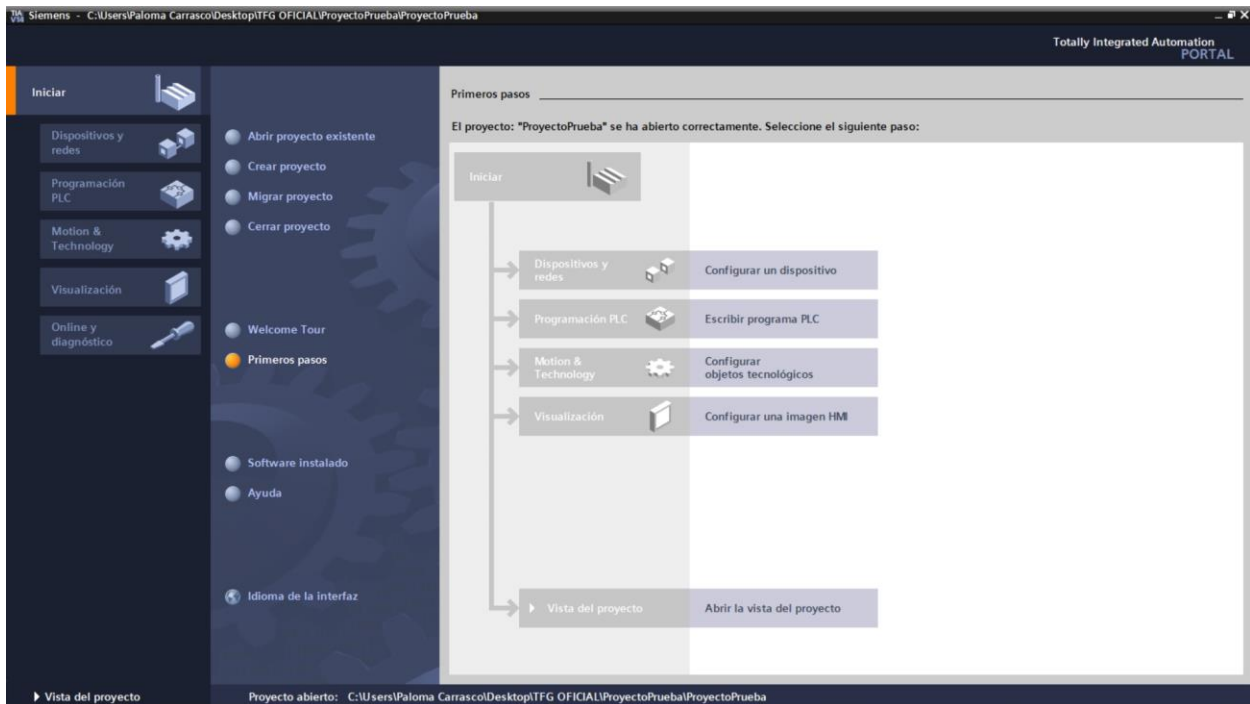 Siemens - C:\Users\Paloma Carrasco\Desktop\TFG OFICIAL\ProyectoPrueba\ProyectoPrueba
Totally Integrated Automation
PORTAL
Iniciar
Dispositivos y
redes
Programación
PLC
Motion &
Technology
Visualización
Online y
diagnóstico
Abrir proyecto existente
Crear proyecto
Migrar proyecto
Cerrar proyecto
Welcome Tour
Primeros pasos
Software instalado
Ayuda
Idioma de la interfaz
Primeros pasos
El proyecto: "ProyectoPrueba" se ha abierto correctamente. Seleccione el siguiente paso:
Iniciar
Dispositivos y
redes
Configurar un dispositivo
Programación PLC
Escribir programa PLC
Motion &
Technology
Configurar
objetos tecnológicos
Visualización
Configurar una imagen HMI
Vista del proyecto
Abrir la vista del proyecto
Vista del proyecto
Proyecto abierto: C:\Users\Paloma Carrasco\Desktop\TFG OFICIAL\ProyectoPrueba\ProyectoPrueba